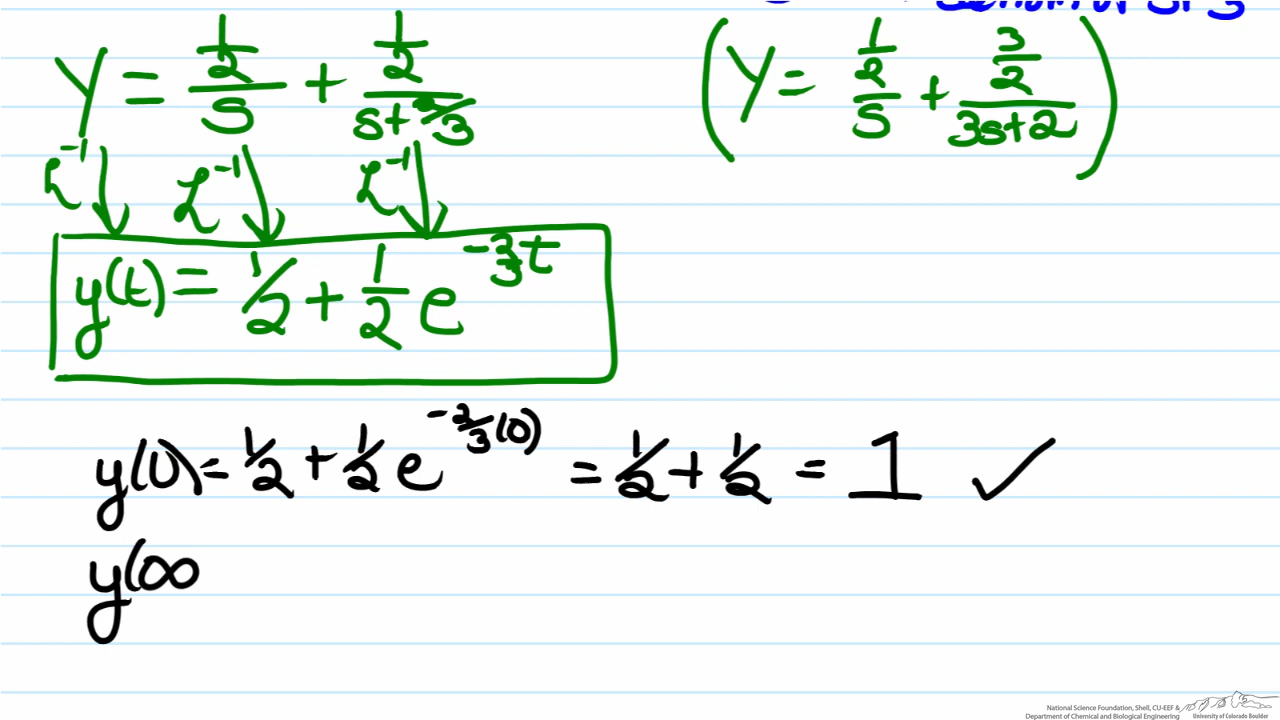 Y = 1/2/s + 1/2/s+2/3
(Y = 1/2/s + 3/2/3s+2)
ℒ⁻¹ ℒ⁻¹ ℒ⁻¹
y(t) = 1/2 + 1/2 e^-2/3 t
y(0) = 1/2 + 1/2 e^-2/3(0) = 1/2 + 1/2 = 1 ✓
y(∞
National Science Foundation, Shell, CU-EEF &
Department of Chemical and Biological Engineering
University of Colorado Boulder